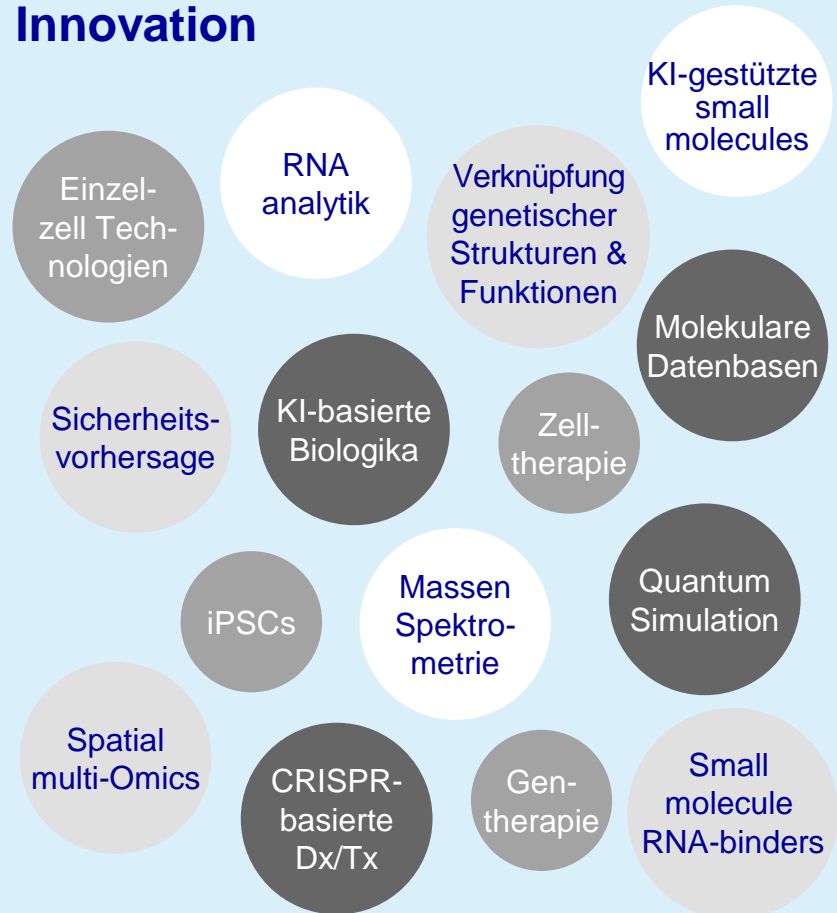 Innovation
KI-gestützte
small
molecules
RNA
analytik
Verknüpfung
genetischer
Strukturen &
Funktionen
Einzel-
zell Tech-
nologien
Molekulare
Datenbasen
Sicherheits-
vorhersage
KI-basierte
Biologika
Zell-
therapie
iPSCs
Massen
Spektro-
metrie
Quantum
Simulation
Spatial
multi-Omics
CRISPR-
basierte
Dx/Tx
Gen-
therapie
Small
molecule
RNA-binders